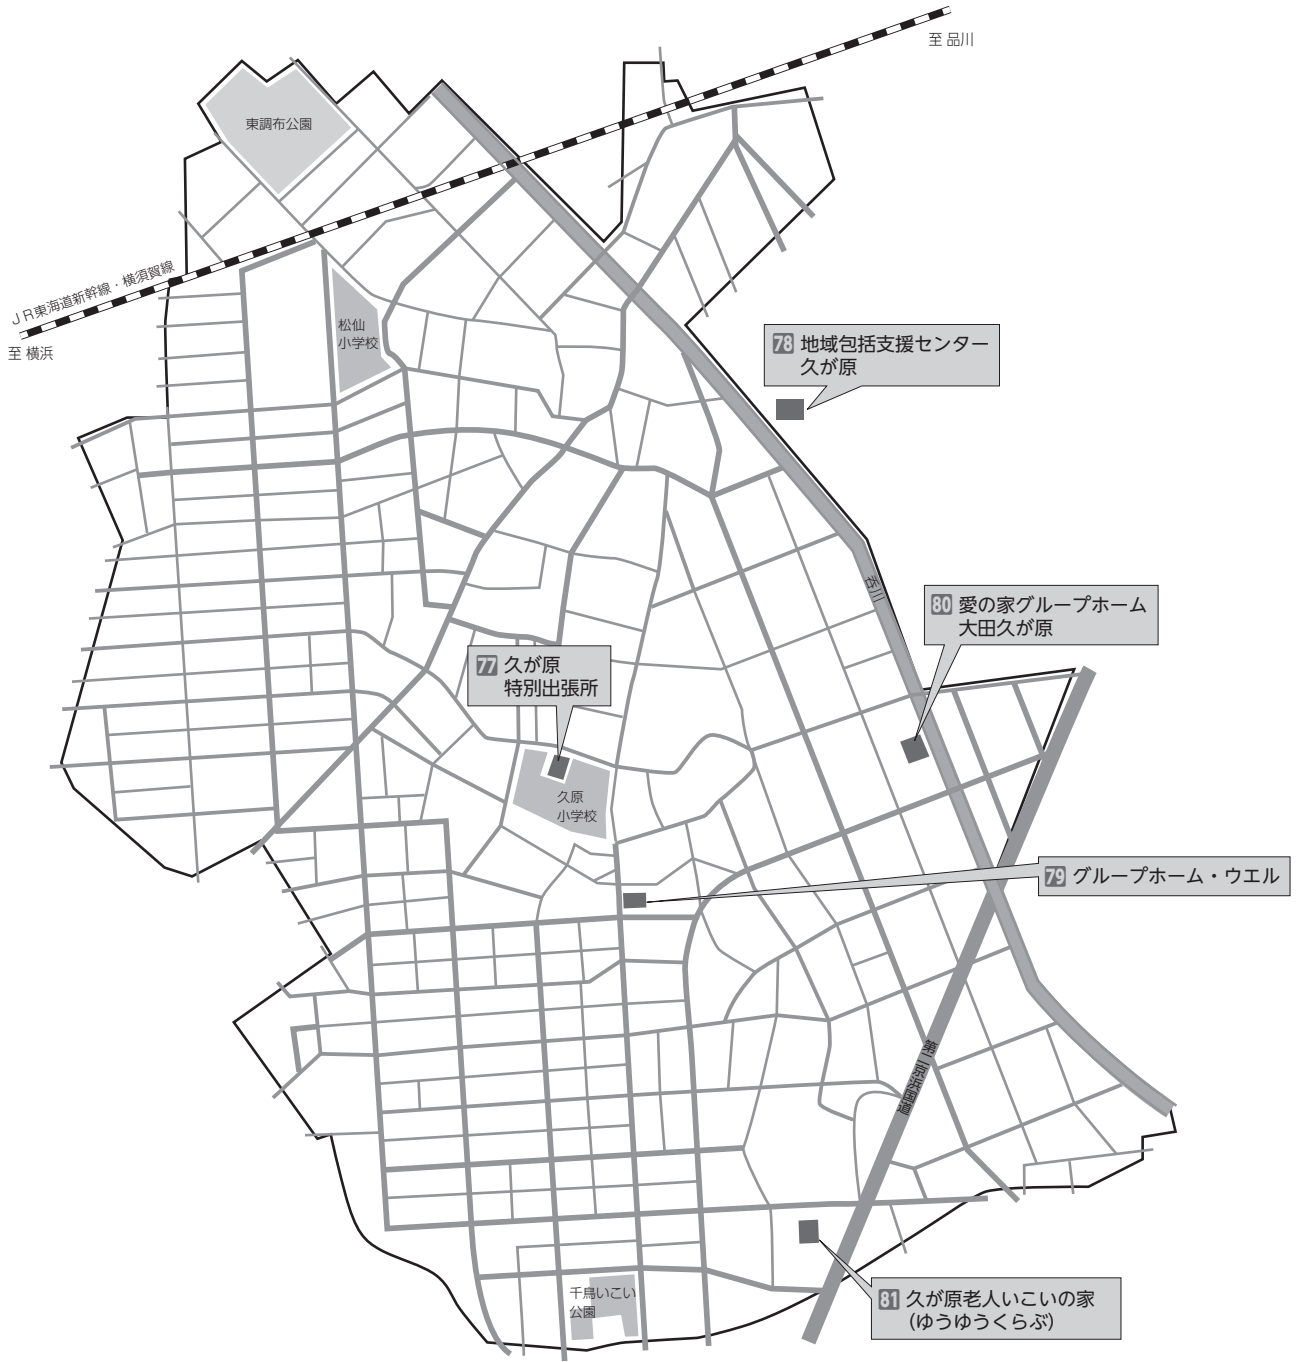 至 品川
東調布公園
ＪＲ東海道新幹線・横須賀線
至 横浜
松仙
小学校
78 地域包括支援センター
久が原
呑川
80 愛の家グループホーム
大田久が原
77 久が原
特別出張所
久原
小学校
79 グループホーム・ウエル
第二京浜国道
千鳥いこい
公園
81 久が原老人いこいの家
（ゆうゆうくらぶ）